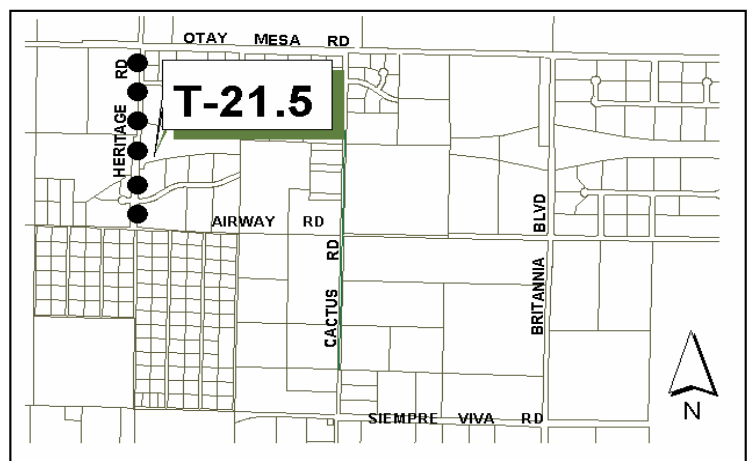 OTAY MESA RD
HERITAGE RD
T-21.5
AIRWAY RD
CACTUS RD
BRITANNIA BLVD
SIEMPRE VIVA RD
N